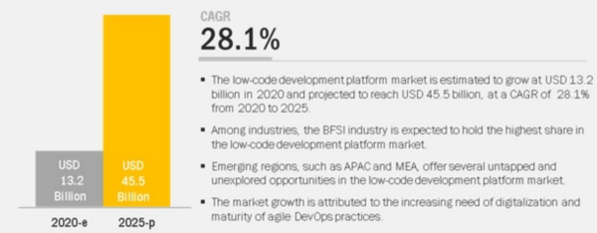 CAGR
28.1%
▪ The low-code development platform market is estimated to grow at USD 13.2
billion in 2020 and projected to reach USD 45.5 billion, at a CAGR of 28.1%
from 2020 to 2025.
▪ Among industries, the BFSI industry is expected to hold the highest share in
the low-code development platform market.
▪ Emerging regions, such as APAC and MEA, offer several untapped and
unexplored opportunities in the low-code development platform market.
▪ The market growth is attributed to the increasing need of digitalization and
maturity of agile DevOps practices.
USD
13.2
Billion
USD
45.5
Billion
2020-e
2025-p